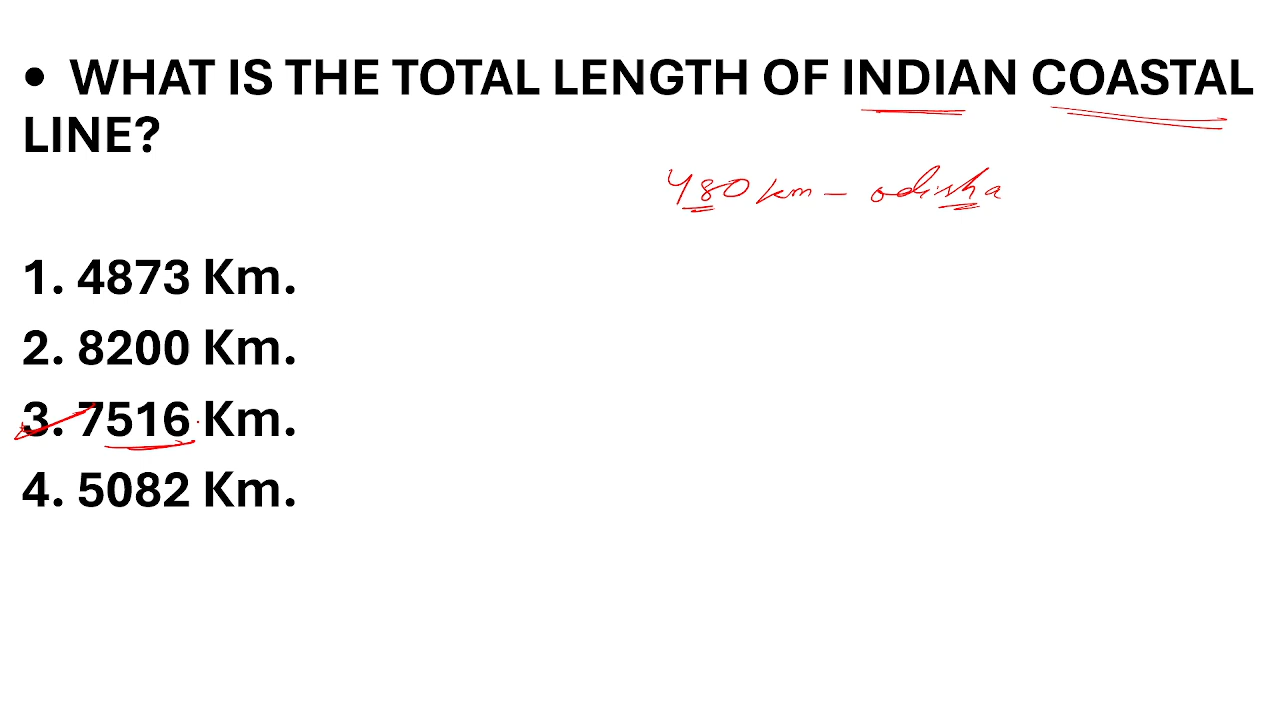 • WHAT IS THE TOTAL LENGTH OF INDIAN COASTAL
LINE?
480 km - odisha
1. 4873 Km.
2. 8200 Km.
3. 7516 Km.
4. 5082 Km.